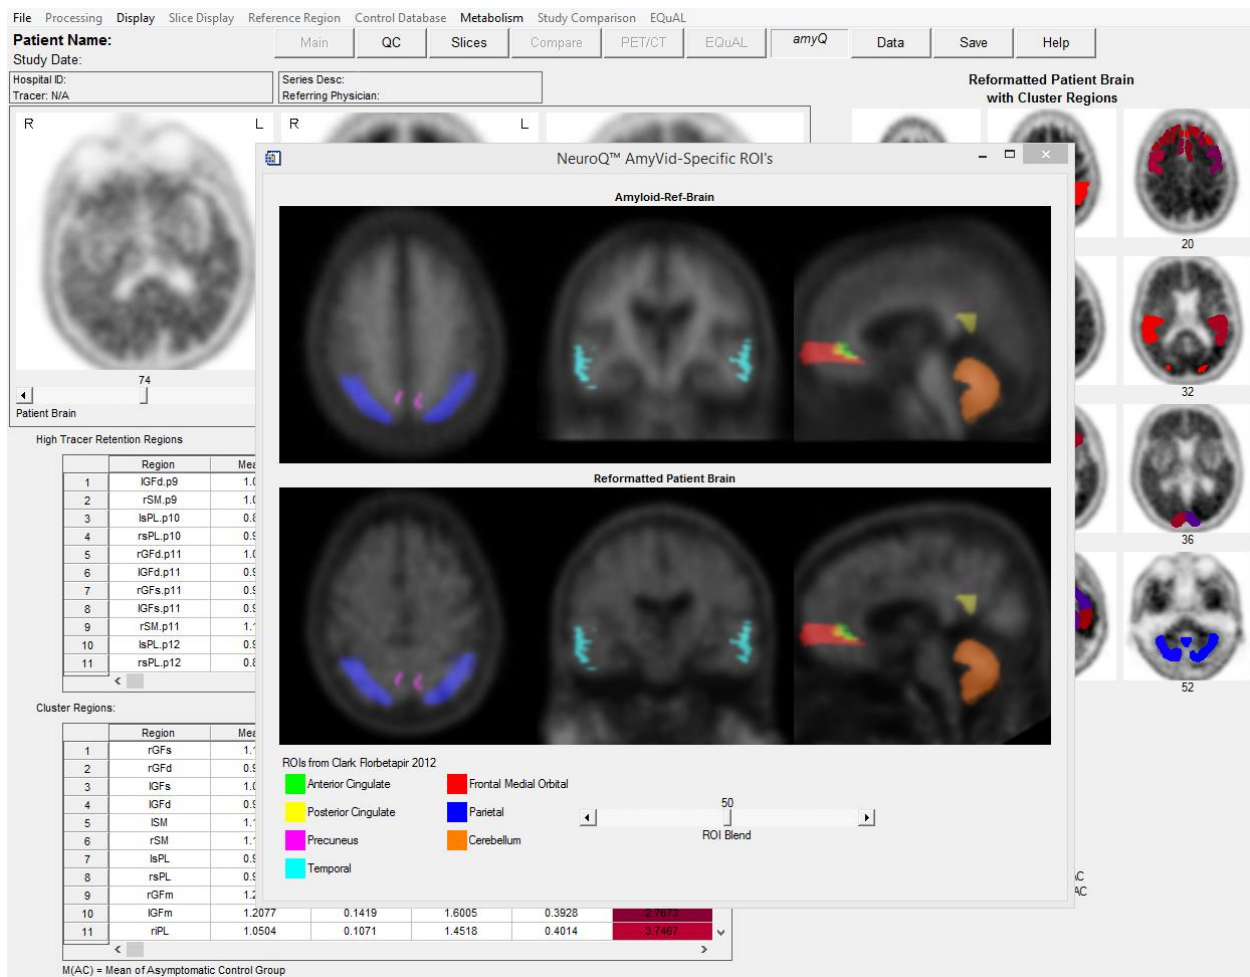 File Processing Display Slice Display Reference Region Control Database Metabolism Study Comparison EQuAL
Patient Name:
Study Date:
Main QC Slices Compare PET/CT EQuAL amyQ Data Save Help
Hospital ID:
Tracer: N/A
Series Desc:
Referring Physician:
Reformatted Patient Brain
with Cluster Regions
R L R L
74
Patient Brain
NeuroQ™ AmyVid-Specific ROI's
Amyloid-Ref-Brain
Reformatted Patient Brain
ROIs from Clark Florbetapir 2012
Anterior Cingulate
Posterior Cingulate
Precuneus
Temporal
Frontal Medial Orbital
Parietal
Cerebellum
50
ROI Blend
20
32
36
52
High Tracer Retention Regions
Region
1 lGFd.p9
2 rSM.p9
3 lsPL.p10
4 rsPL.p10
5 rGFd.p11
6 lGFd.p11
7 rGFs.p11
8 lGFs.p11
9 rSM.p11
10 lsPL.p12
11 rsPL.p12
Cluster Regions:
Region
1 rGFs
2 rGFd
3 lGFs
4 lGFd
5 lSM
6 rSM
7 lsPL
8 rsPL
9 rGFm
10 lGFm 1.2077 0.1419 1.6005 0.3928 2.7673
11 riPL 1.0504 0.1071 1.4518 0.4014 3.7467
M(AC) = Mean of Asymptomatic Control Group